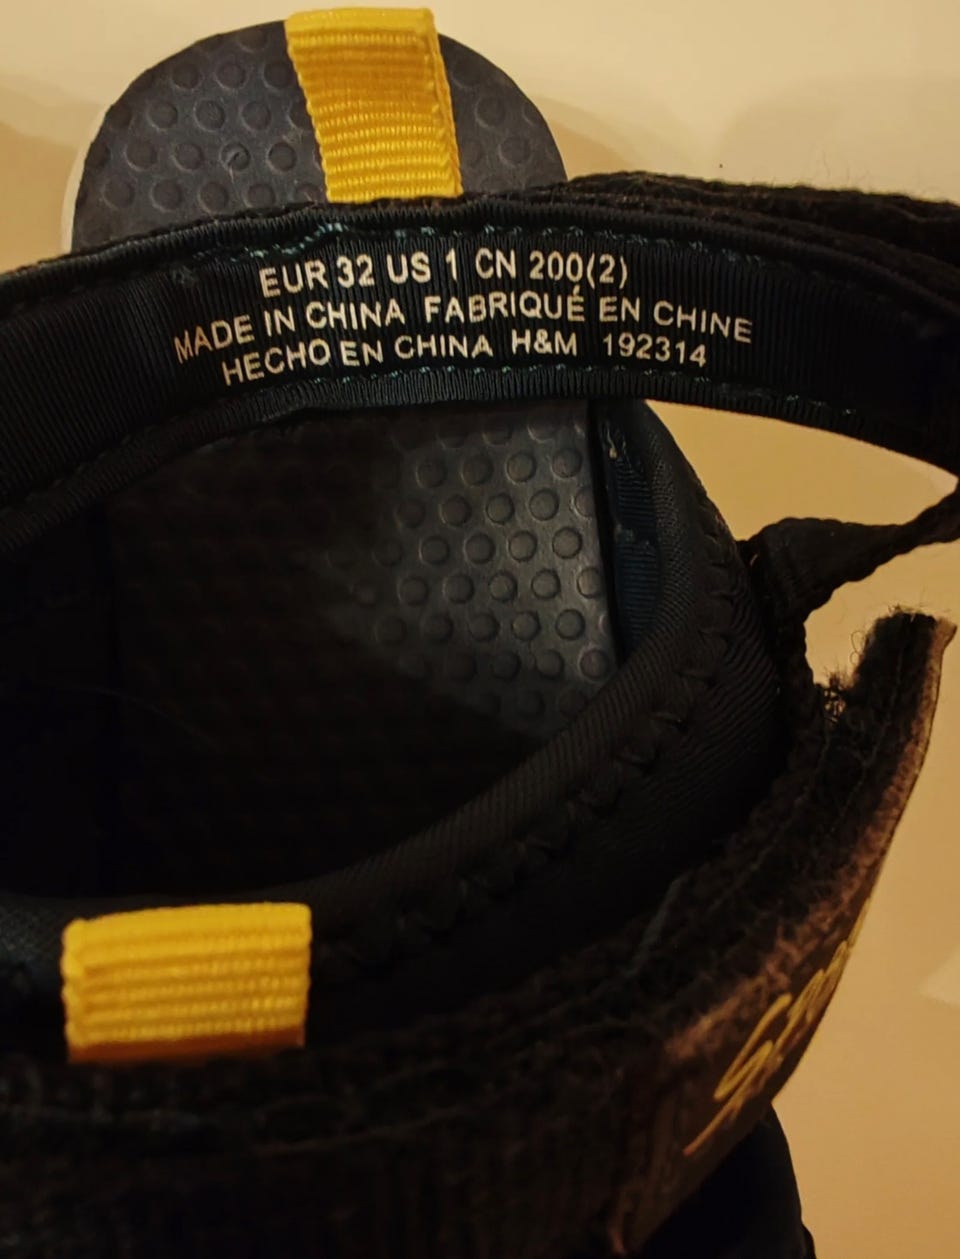 EUR 32 US 1 CN 200(2)
MADE IN CHINA FABRIQUÉ EN CHINE
HECHO EN CHINA H&M 192314